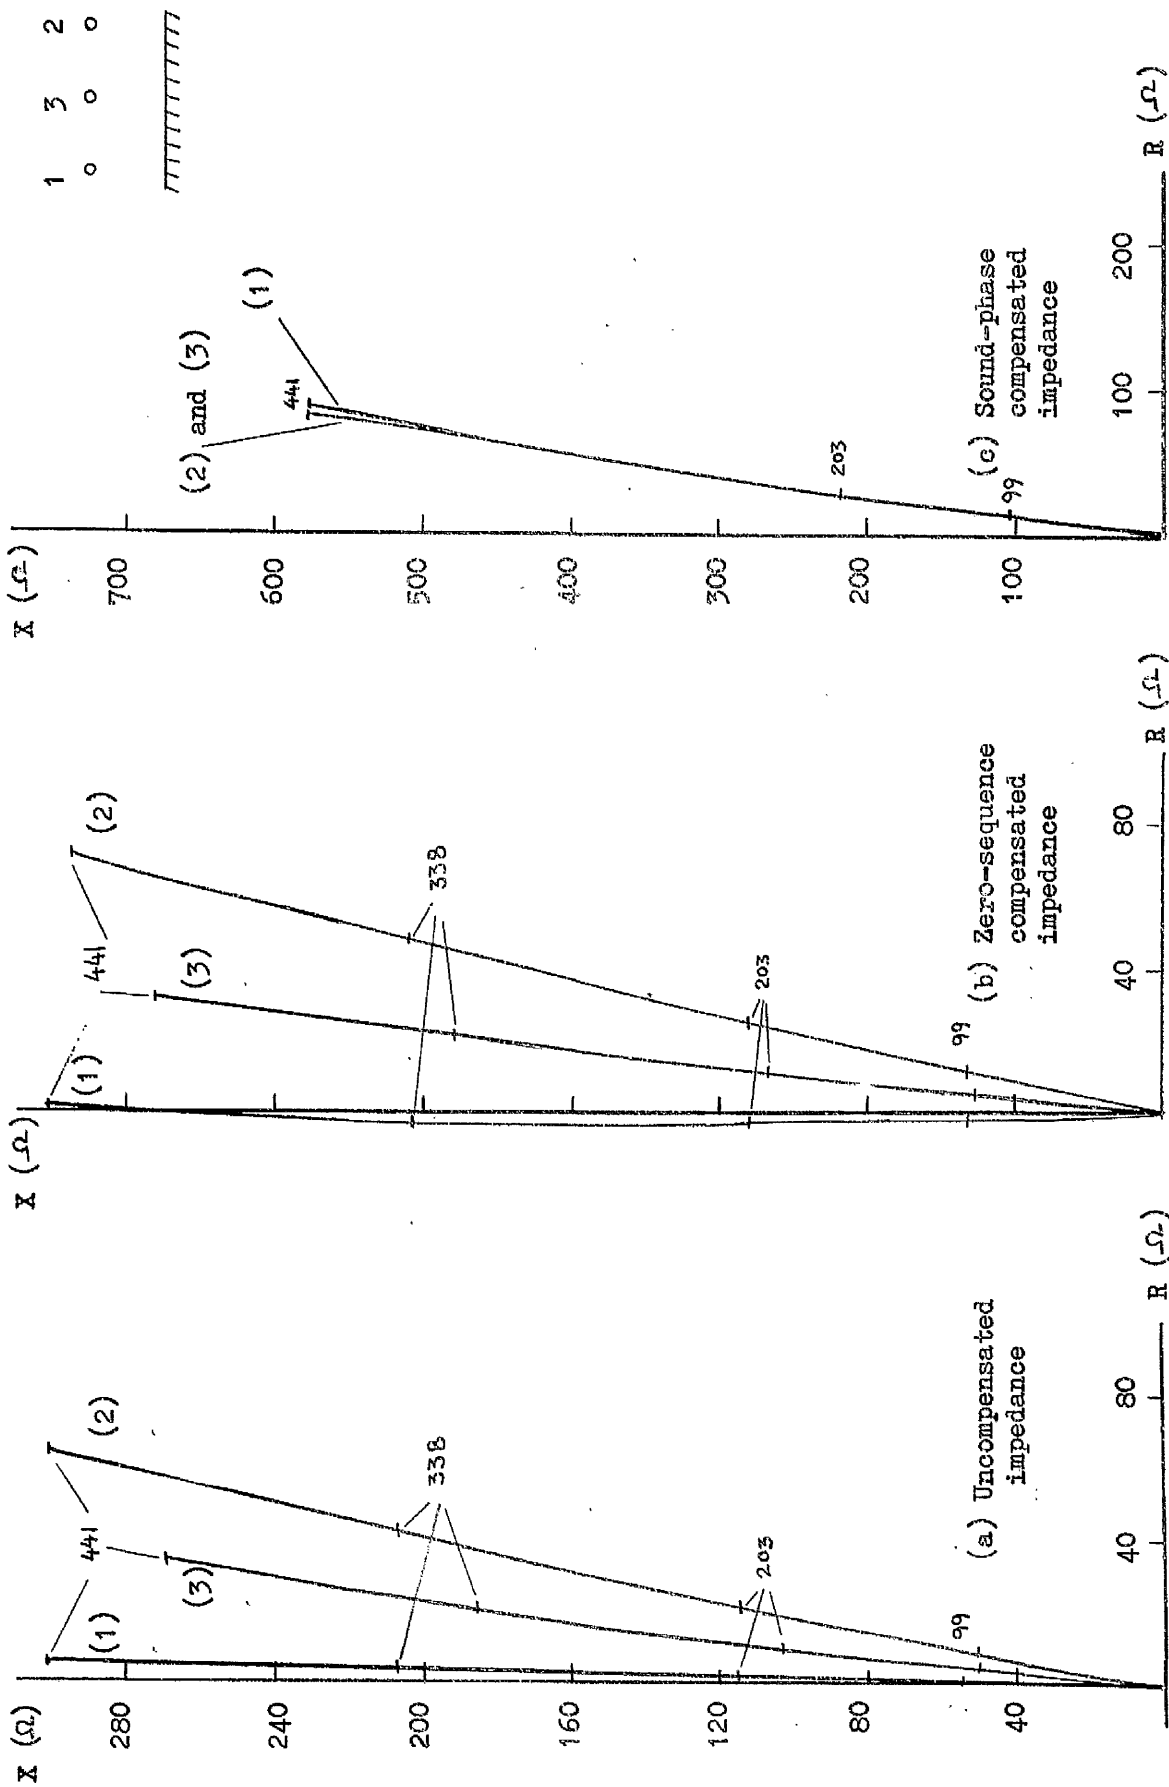 X (Ω)
280
200
160
120
80
40
(1)
441
(3)
(2)
338
203
99
(a) Uncompensated
impedance
40
80
R (Ω)
X (Ω)
(1)
441
(3)
(2)
338
203
99
(b) Zero-sequence
compensated
impedance
40
80
R (Ω)
X (Ω)
700
600
500
400
300
200
100
(2) and (3)
441
(1)
203
99
(c) Sound-phase
compensated
impedance
100
200
R (Ω)
1 3 2